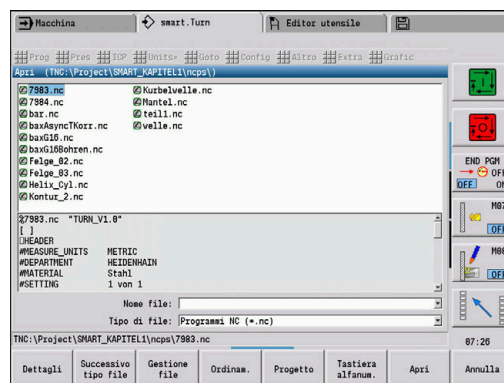 Macchina
smart.Turn
Editor utensile
Prog Pres ICP Units» Goto Config Altro Extra Grafic
Apri (TNC:\Project\SMART_KAPITEL1\ncps\)
7983.nc
7984.nc
bar.nc
baxAsyncTKorr.nc
baxG16.nc
baxG16Bohren.nc
Felge_02.nc
Felge_03.nc
Helix_Cyl.nc
Kontur_2.nc
Kurbelwelle.nc
Mantel.nc
teil1.nc
velle.nc
%7983.nc "TURN_V1.0"
[ ]
HEADER
#MEASURE_UNITS METRIC
#DEPARTMENT HEIDENHAIN
#MATERIAL Stahl
#SETTING 1 von 1
Nome file:
Tipo di file: Programmi NC (*.nc)
TNC:\Project\SMART_KAPITEL1\ncps\7983.nc
END PGM
OFF
OFF ON
M07
OFF
OFF
07:26
Dettagli
Successivo tipo file
Gestione file
Ordinam.
Progetto
Tastiera alfanum.
Apri
Annulla